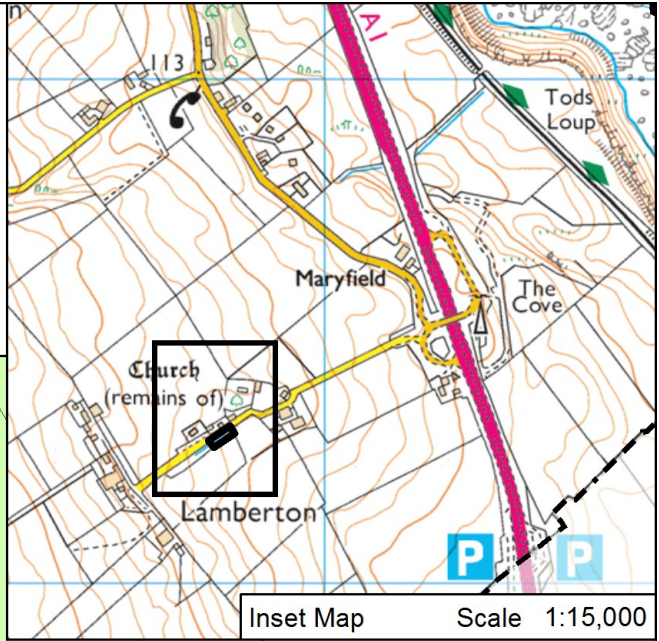 n
A1
113
Tods
Loup
Maryfield
The
Cove
Church
(remains of)
Lamberton
P P
Inset Map Scale 1:15,000